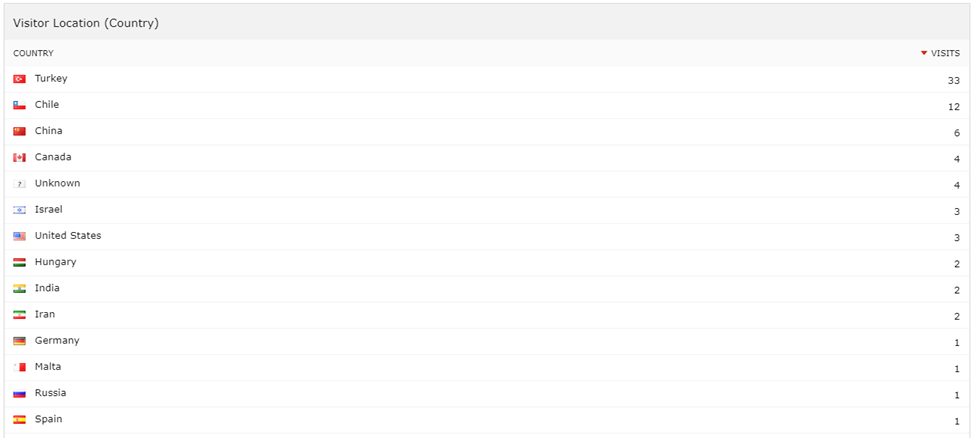 Visitor Location (Country)
COUNTRY VISITS
Turkey 33
Chile 12
China 6
Canada 4
? Unknown 4
Israel 3
United States 3
Hungary 2
India 2
Iran 2
Germany 1
Malta 1
Russia 1
Spain 1